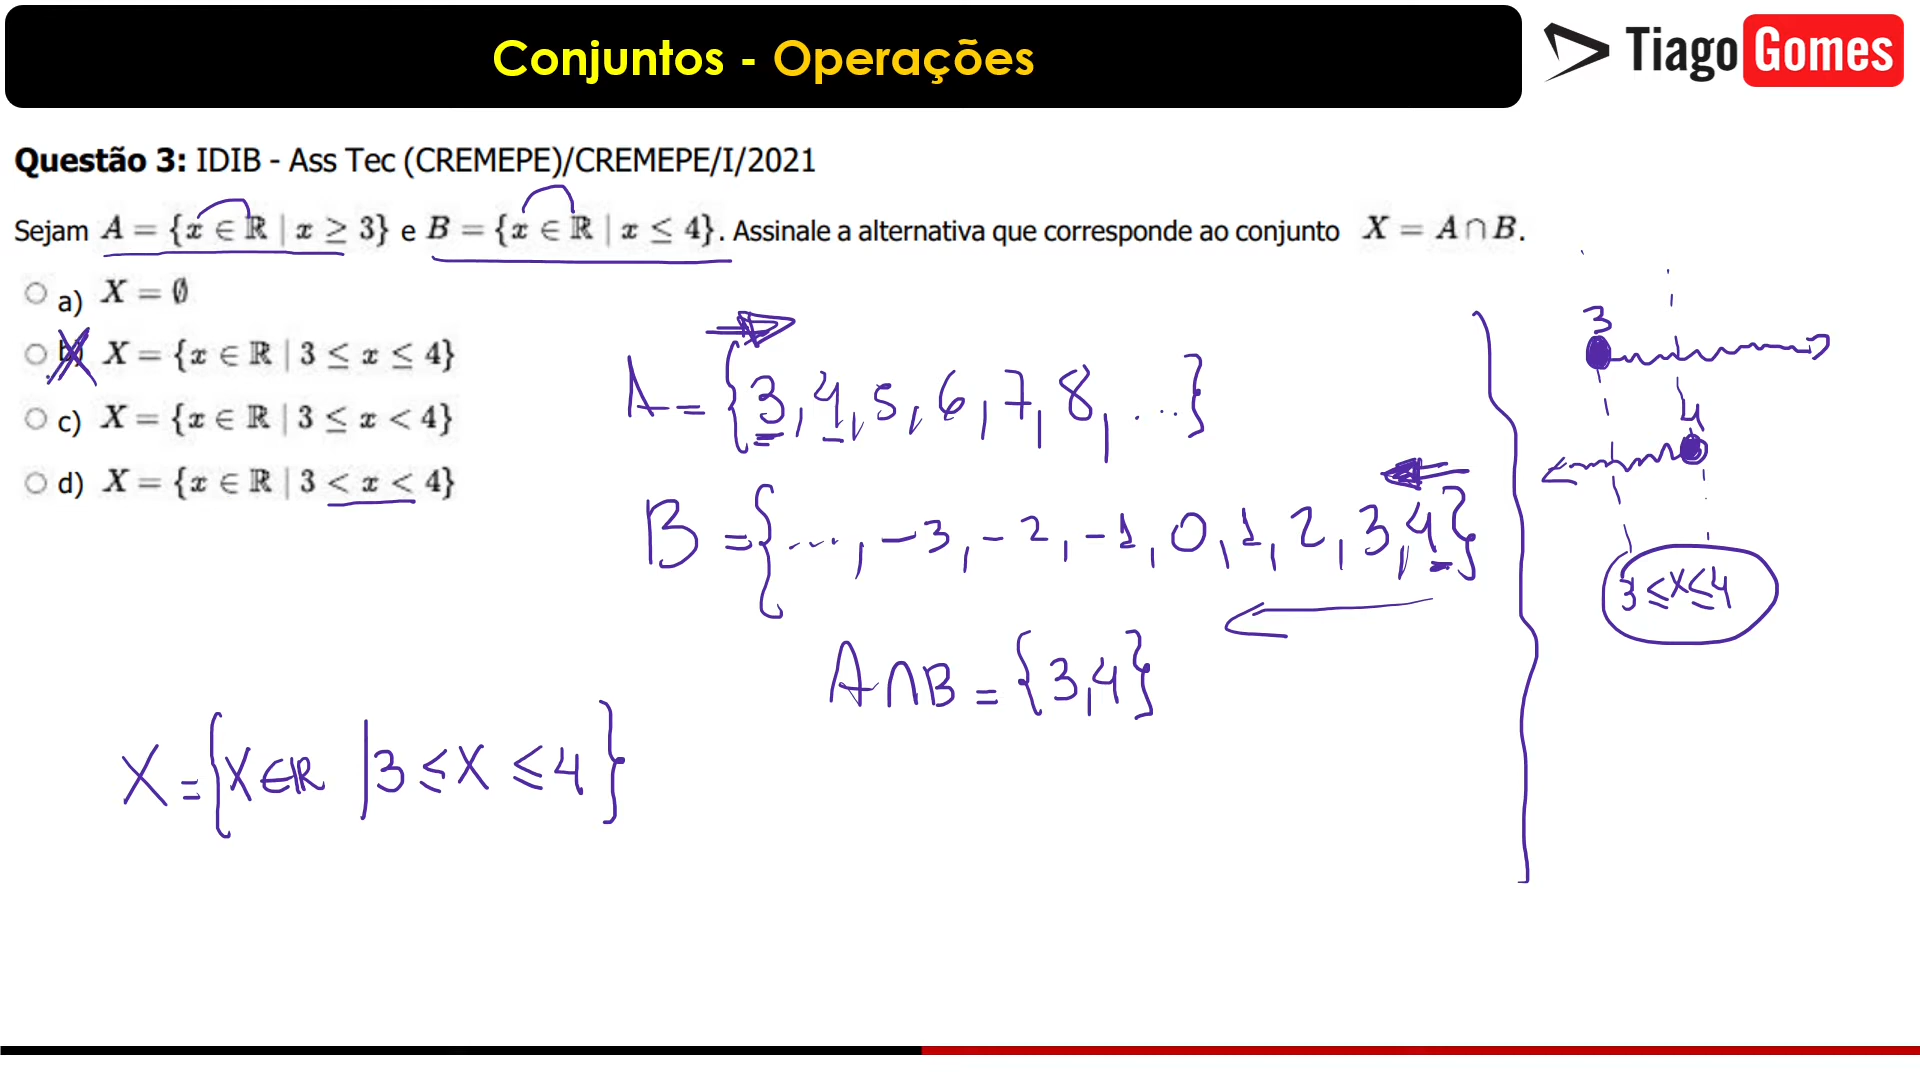 Conjuntos - Operações
Tiago Gomes
Questão 3: IDIB - Ass Tec (CREMEPE)/CREMEPE/I/2021
Sejam A = {x ∈ ℝ | x ≥ 3} e B = {x ∈ ℝ | x ≤ 4}. Assinale a alternativa que corresponde ao conjunto X = A ∩ B.
a) X = ∅
b) X = {x ∈ ℝ | 3 ≤ x ≤ 4}
c) X = {x ∈ ℝ | 3 ≤ x < 4}
d) X = {x ∈ ℝ | 3 < x < 4}
A = {3, 4, 5, 6, 7, 8, ...}
B = {..., -3, -2, -1, 0, 1, 2, 3, 4}
A ∩ B = {3, 4}
X = {X ∈ ℝ | 3 ≤ X ≤ 4}
3
4
3 ≤ X ≤ 4